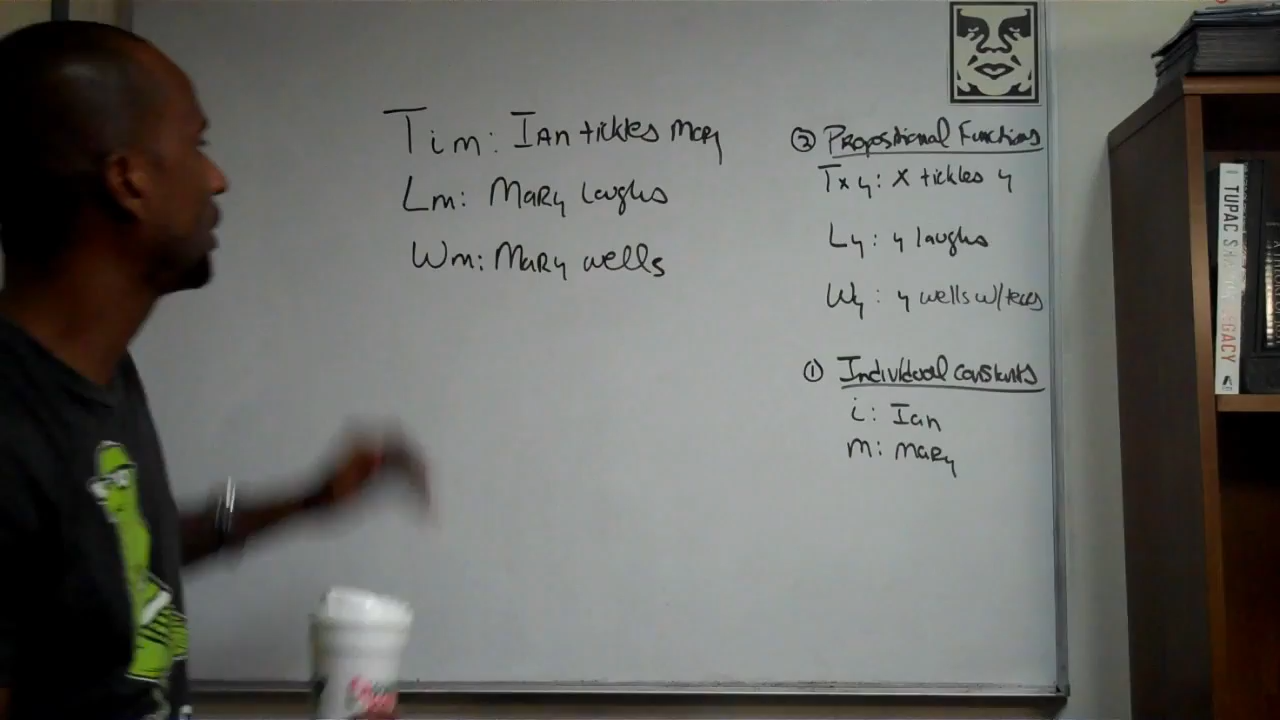 Tim: Ian tickles Mary
Lm: Mary laughs
Wm: Mary wells
② Propositional Functions
Txy: x tickles y
Ly: y laughs
Wy: y wells w/tears
① Individual constants
i: Ian
m: Mary
TUPAC
LEGACY